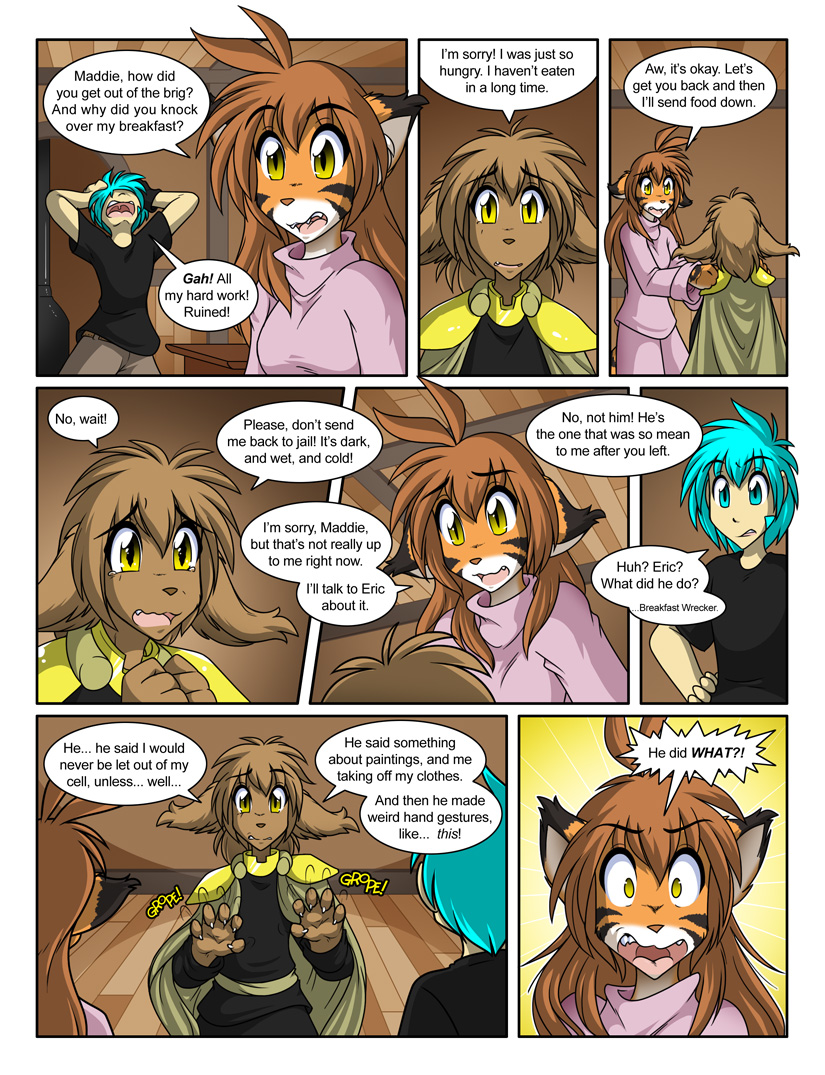 Maddie, how did
you get out of the brig?
And why did you knock
over my breakfast?
Gah! All
my hard work!
Ruined!
I'm sorry! I was just so
hungry. I haven't eaten
in a long time.
Aw, it's okay. Let's
get you back and then
I'll send food down.
No, wait!
Please, don't send
me back to jail! It's dark,
and wet, and cold!
I'm sorry, Maddie,
but that's not really up
to me right now.
I'll talk to Eric
about it.
No, not him! He's
the one that was so mean
to me after you left.
Huh? Eric?
What did he do?
...Breakfast Wrecker.
He... he said I would
never be let out of my
cell, unless... well...
He said something
about paintings, and me
taking off my clothes.
And then he made
weird hand gestures,
like... this!
GROPE!
GROPE!
He did WHAT?!